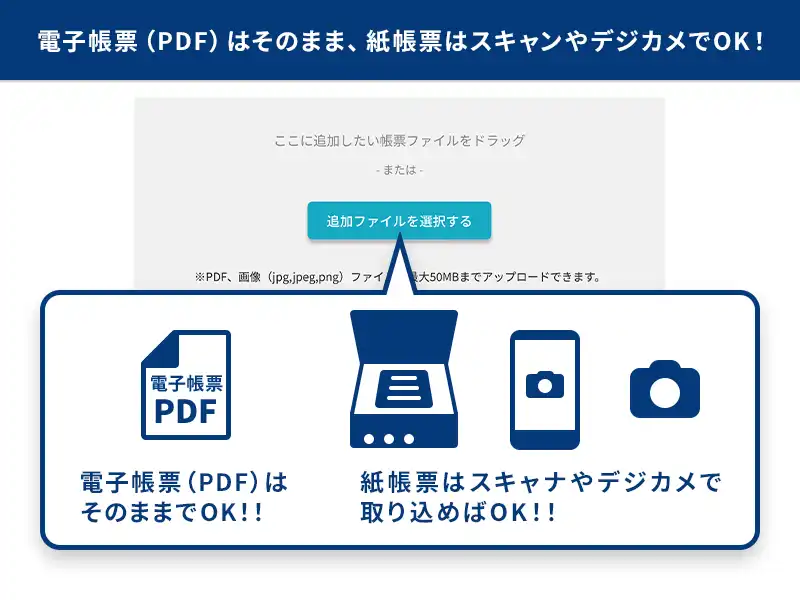 電子帳票（PDF）はそのまま、紙帳票はスキャンやデジカメでOK！
ここに追加したい帳票ファイルをドラッグ
- または -
追加ファイルを選択する
※PDF、画像（jpg,jpeg,png）ファイ 最大50MBまでアップロードできます。
電子帳票
PDF
電子帳票（PDF）は
そのままでOK！！
紙帳票はスキャナやデジカメで
取り込めばOK！！